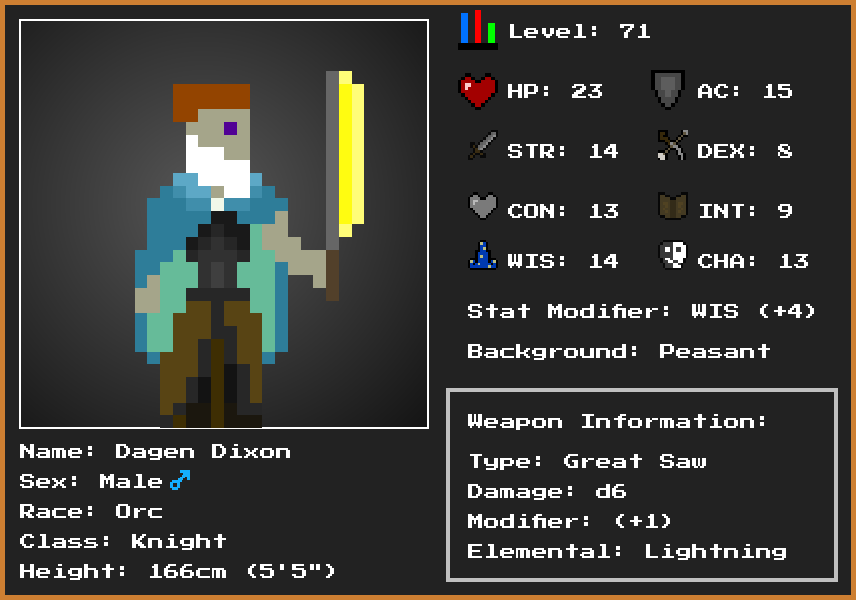 Level: 71
HP: 23 AC: 15
STR: 14 DEX: 8
CON: 13 INT: 9
WIS: 14 CHA: 13
Stat Modifier: WIS (+4)
Background: Peasant
Weapon Information:
Type: Great Saw
Damage: d6
Modifier: (+1)
Elemental: Lightning
Name: Dagen Dixon
Sex: Male ♂
Race: Orc
Class: Knight
Height: 166cm (5'5")